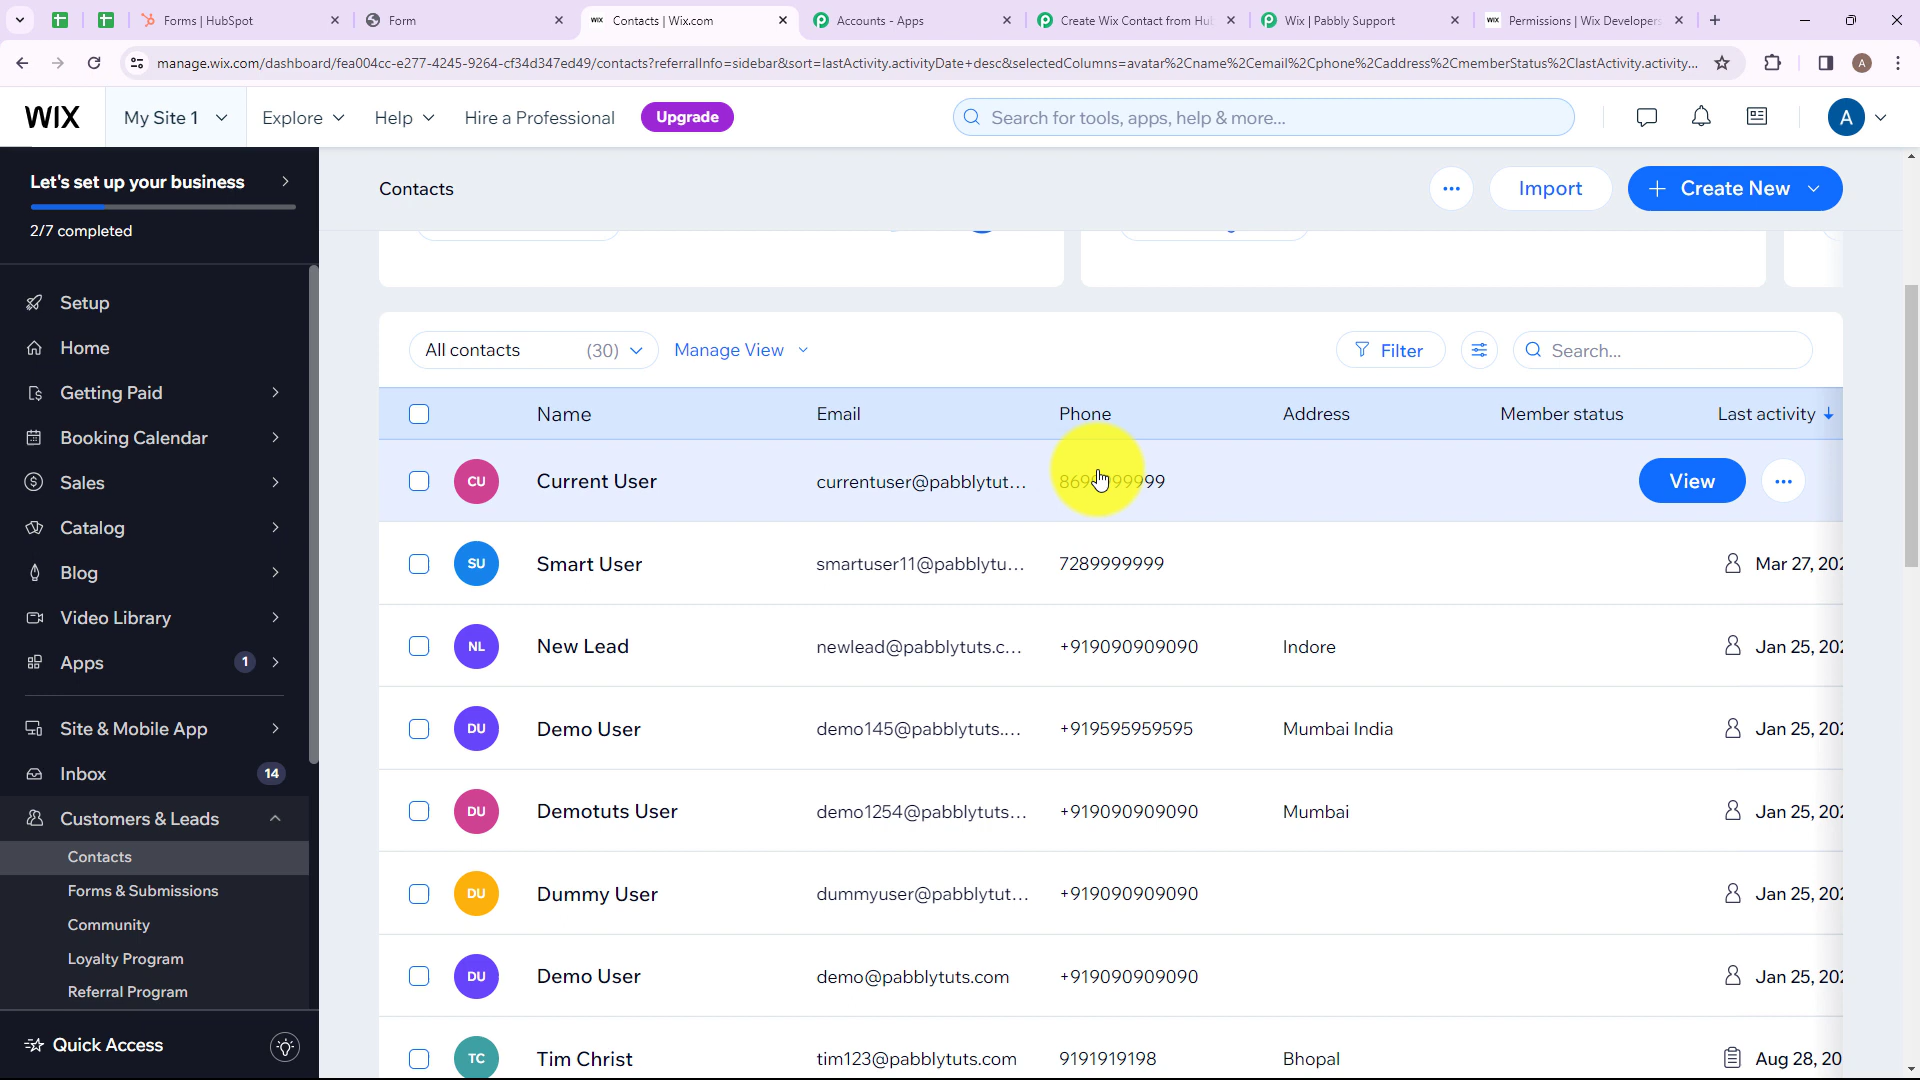 Forms | HubSpot
Form
Contacts | Wix.com
Accounts - Apps
Create Wix Contact from Hu
Wix | Pabbly Support
Permissions | Wix Developers
manage.wix.com/dashboard/fea004cc-e277-4245-9264-cf34d347ed49/contacts?referralInfo=sidebar&sort=lastActivity.activityDate+desc&selectedColumns=avatar%2Cname%2Cemail%2Cphone%2Caddress%2CmemberStatus%2ClastActivity.activity...
A
WIX
My Site 1
Explore
Help
Hire a Professional
Upgrade
Search for tools, apps, help & more...
A
Let's set up your business
2/7 completed
Setup
Home
Getting Paid
Booking Calendar
Sales
Catalog
Blog
Video Library
Apps 1
Site & Mobile App
Inbox 14
Customers & Leads
Contacts
Forms & Submissions
Community
Loyalty Program
Referral Program
Quick Access
Contacts
Import
+ Create New
All contacts (30)
Manage View
Filter
Search...
Name Email Phone Address Member status Last activity
CU Current User currentuser@pabblytut... View
SU Smart User smartuser11@pabblytu... 7289999999 Mar 27, 202
NL New Lead newlead@pabblytuts.c... +919090909090 Indore Jan 25, 202
DU Demo User demo145@pabblytuts.... +919595959595 Mumbai India Jan 25, 202
DU Demotuts User demo1254@pabblytuts... +919090909090 Mumbai Jan 25, 202
DU Dummy User dummyuser@pabblytut... +919090909090 Jan 25, 202
DU Demo User demo@pabblytuts.com +919090909090 Jan 25, 202
TC Tim Christ tim123@pabblytuts.com 9191919198 Bhopal Aug 28, 20